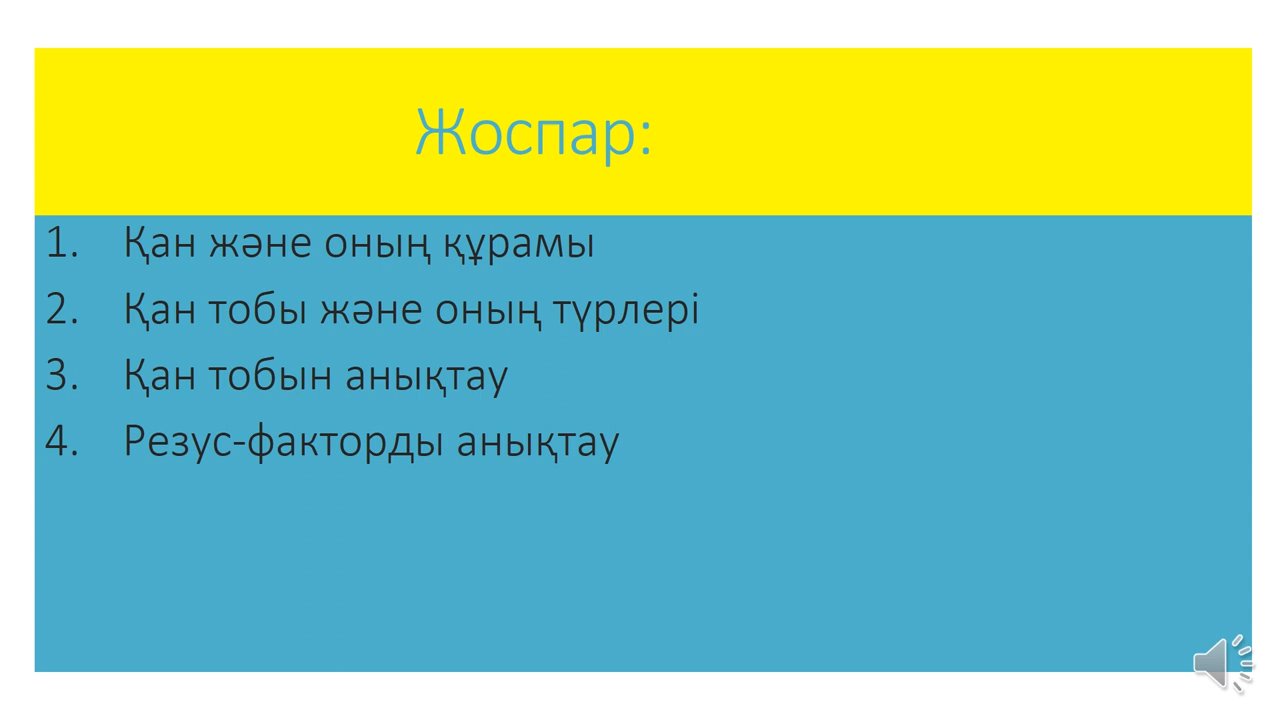 Жоспар:
1. Қан және оның құрамы
2. Қан тобы және оның түрлері
3. Қан тобын анықтау
4. Резус-факторды анықтау